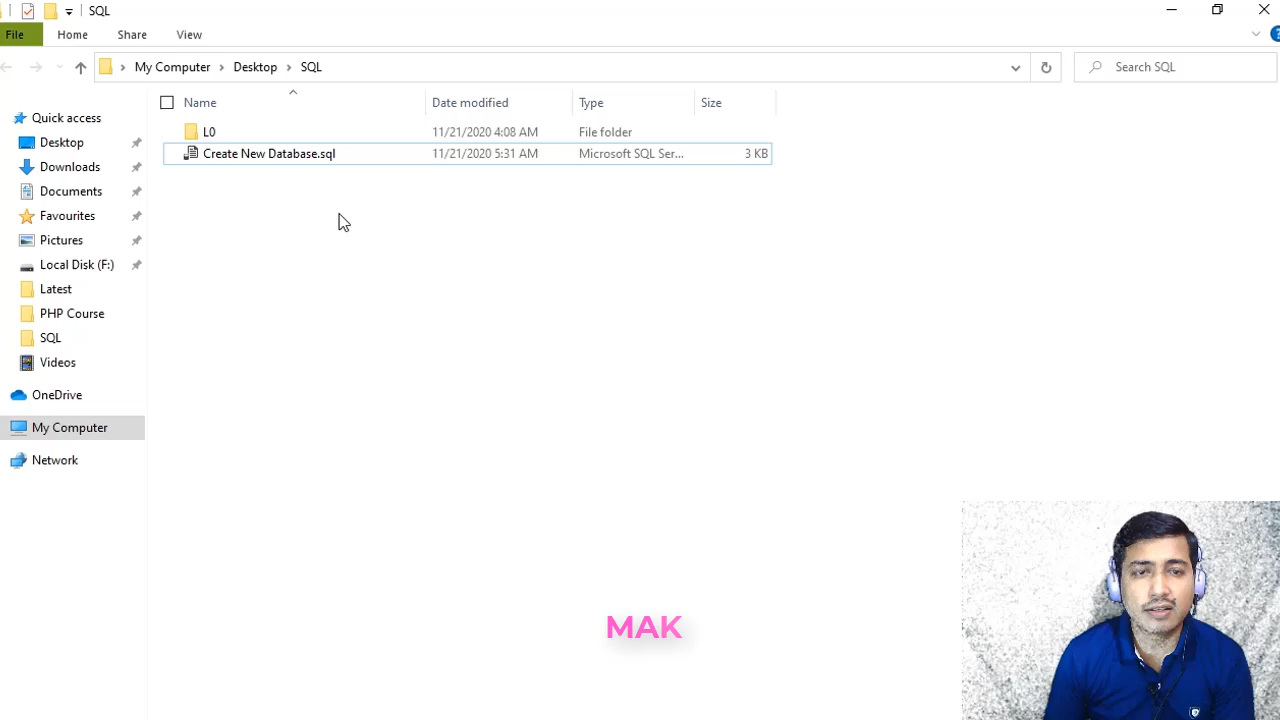 SQL
File Home Share View
My Computer Desktop SQL Search SQL
Name Date modified Type Size
L0 11/21/2020 4:08 AM File folder
Create New Database.sql 11/21/2020 5:31 AM Microsoft SQL Ser... 3 KB
Quick access
Desktop
Downloads
Documents
Favourites
Pictures
Local Disk (F:)
Latest
PHP Course
SQL
Videos
OneDrive
My Computer
Network
MAK